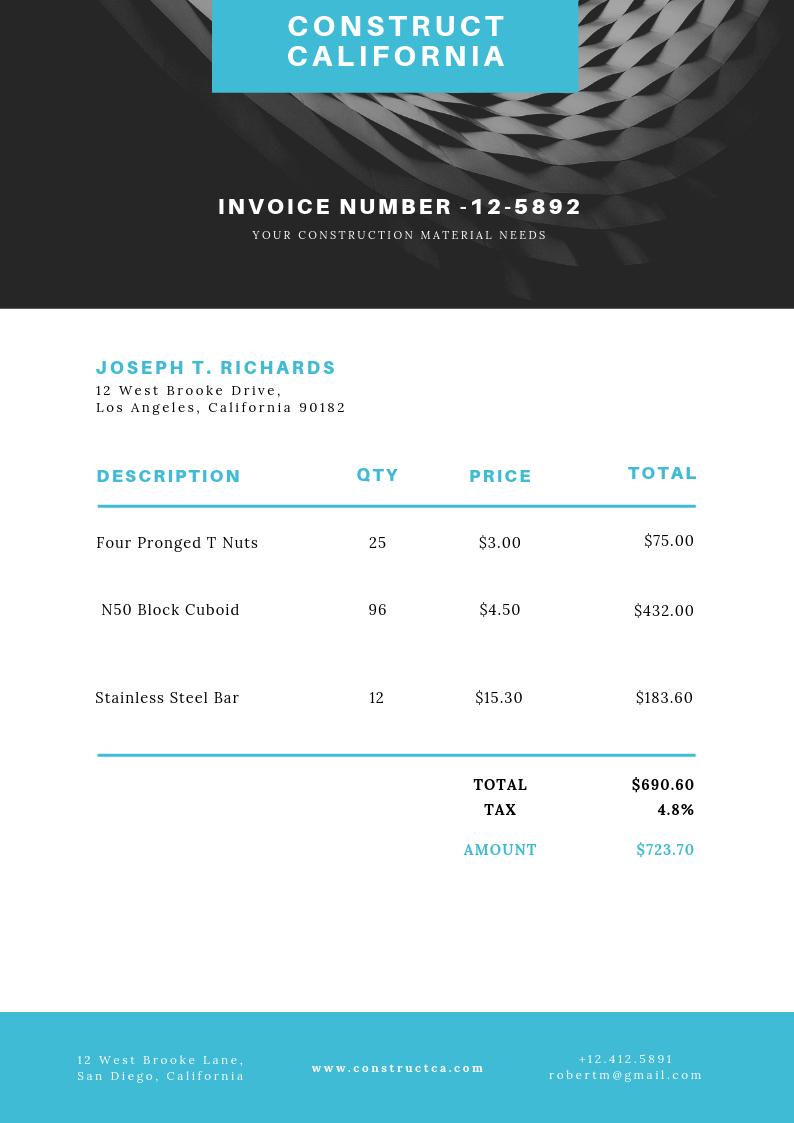 CONSTRUCT
CALIFORNIA
INVOICE NUMBER -12-5892
YOUR CONSTRUCTION MATERIAL NEEDS
JOSEPH T. RICHARDS
12 West Brooke Drive,
Los Angeles, California 90182
DESCRIPTION QTY PRICE TOTAL
Four Pronged T Nuts 25 $3.00 $75.00
N50 Block Cuboid 96 $4.50 $432.00
Stainless Steel Bar 12 $15.30 $183.60
TOTAL $690.60
TAX 4.8%
AMOUNT $723.70
12 West Brooke Lane,
San Diego, California
www.constructca.com
+12.412.5891
robertm@gmail.com